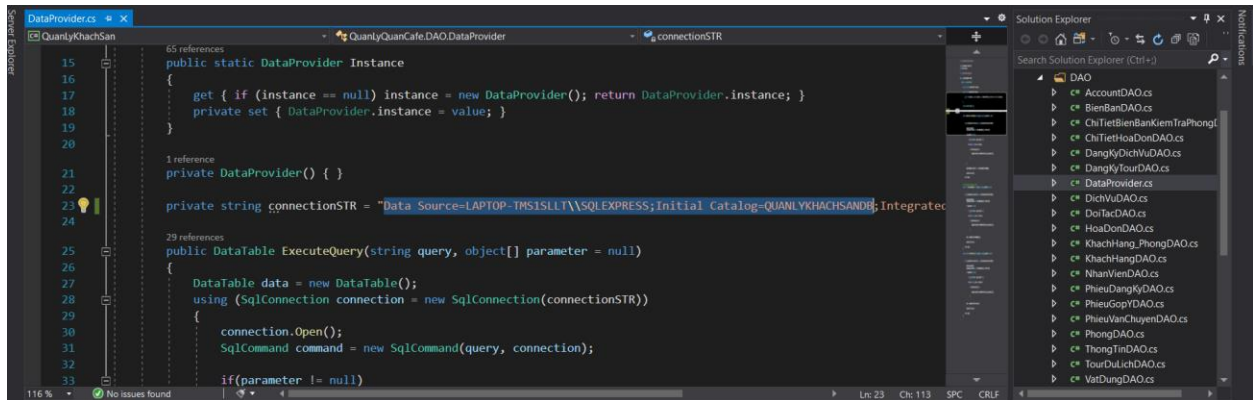 Server Explorer
DataProvider.cs
QuanLyKhachSan
QuanLyQuanCafe.DAO.DataProvider
connectionSTR
65 references
15 public static DataProvider Instance
16 {
17 get { if (instance == null) instance = new DataProvider(); return DataProvider.instance; }
18 private set { DataProvider.instance = value; }
19 }
20
1 reference
21 private DataProvider() { }
22
23 private string connectionSTR = "Data Source=LAPTOP-TMS1SLLT\\SQLEXPRESS;Initial Catalog=QUANLYKHACHSANDB;Integrated
24
29 references
25 public DataTable ExecuteQuery(string query, object[] parameter = null)
26 {
27 DataTable data = new DataTable();
28 using (SqlConnection connection = new SqlConnection(connectionSTR))
29 {
30 connection.Open();
31 SqlCommand command = new SqlCommand(query, connection);
32
33 if(parameter != null)
116 %
No issues found
Ln: 23 Ch: 113 SPC CRLF
Solution Explorer
Search Solution Explorer (Ctrl+;)
DAO
C# AccountDAO.cs
C# BienBanDAO.cs
C# ChiTietBienBanKiemTraPhong
C# ChiTietHoaDonDAO.cs
C# DangKyDichVuDAO.cs
C# DangKyTourDAO.cs
C# DataProvider.cs
C# DichVuDAO.cs
C# DoiTacDAO.cs
C# HoaDonDAO.cs
C# KhachHang_PhongDAO.cs
C# KhachHangDAO.cs
C# NhanVienDAO.cs
C# PhieuDangKyDAO.cs
C# PhieuGopYDAO.cs
C# PhieuVanChuyenDAO.cs
C# PhongDAO.cs
C# ThongTinDAO.cs
C# TourDuLichDAO.cs
C# VatDungDAO.cs
Notifications